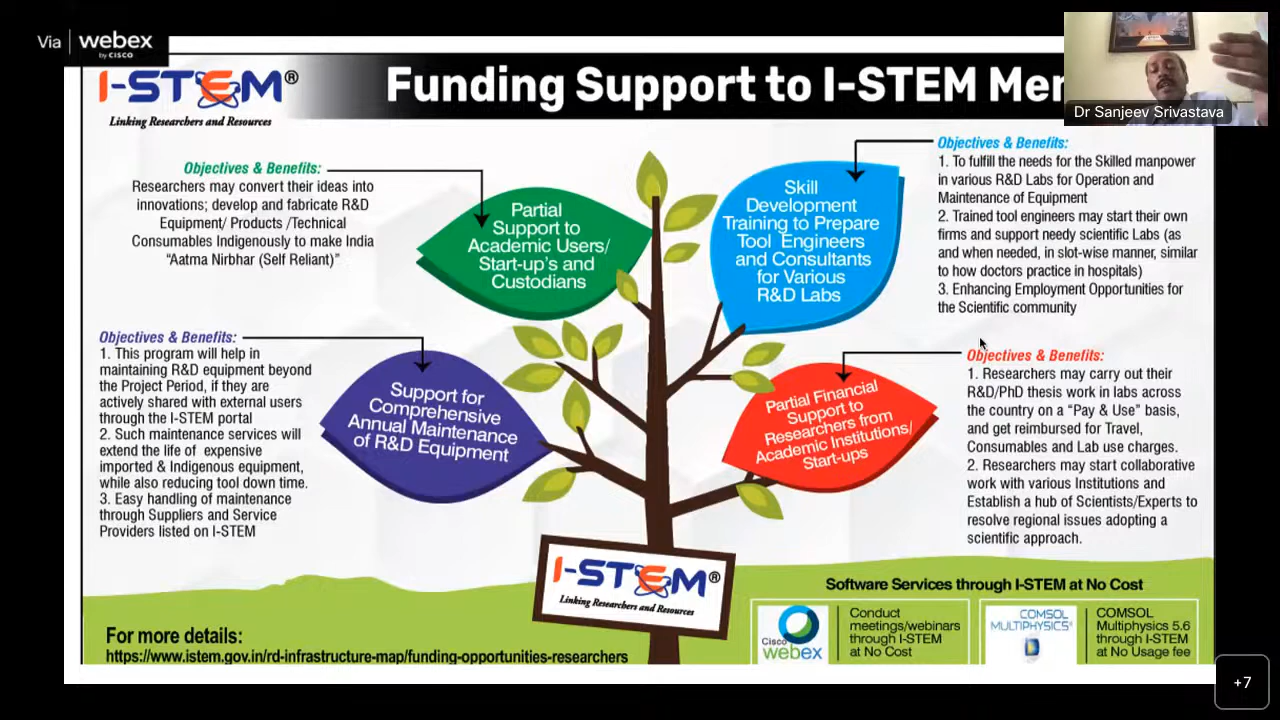 Via webex
by CISCO
I-STEM®
Linking Researchers and Resources
Funding Support to I-STEM
Dr Sanjeev Srivastava
Objectives & Benefits:
Researchers may convert their ideas into
innovations; develop and fabricate R&D
Equipment/ Products /Technical
Consumables Indigenously to make India
“Aatma Nirbhar (Self Reliant)”
Partial
Support to
Academic Users/
Start-up's and
Custodians
Skill
Development
Training to Prepare
Tool Engineers
and Consultants
for Various
R&D Labs
Objectives & Benefits:
1. To fulfill the needs for the Skilled manpower
in various R&D Labs for Operation and
Maintenance of Equipment
2. Trained tool engineers may start their own
firms and support needy scientific Labs (as
and when needed, in slot-wise manner, similar
to how doctors practice in hospitals)
3. Enhancing Employment Opportunities for
the Scientific community
Objectives & Benefits:
1. This program will help in
maintaining R&D equipment beyond
the Project Period, if they are
actively shared with external users
through the I-STEM portal
2. Such maintenance services will
extend the life of expensive
imported & Indigenous equipment,
while also reducing tool down time.
3. Easy handling of maintenance
through Suppliers and Service
Providers listed on I-STEM
Support for
Comprehensive
Annual Maintenance
of R&D Equipment
Partial Financial
Support to
Researchers from
Academic Institutions/
Start-ups
Objectives & Benefits:
1. Researchers may carry out their
R&D/PhD thesis work in labs across
the country on a “Pay & Use” basis,
and get reimbursed for Travel,
Consumables and Lab use charges.
2. Researchers may start collaborative
work with various Institutions and
Establish a hub of Scientists/Experts to
resolve regional issues adopting a
scientific approach.
I-STEM®
Linking Researchers and Resources
For more details:
https://www.istem.gov.in/rd-infrastructure-map/funding-opportunities-researchers
Software Services through I-STEM at No Cost
Cisco
webex
Conduct
meetings/webinars
through I-STEM
at No Cost
COMSOL
MULTIPHYSICS®
COMSOL
Multiphysics 5.6
through I-STEM
at No Usage fee
+7